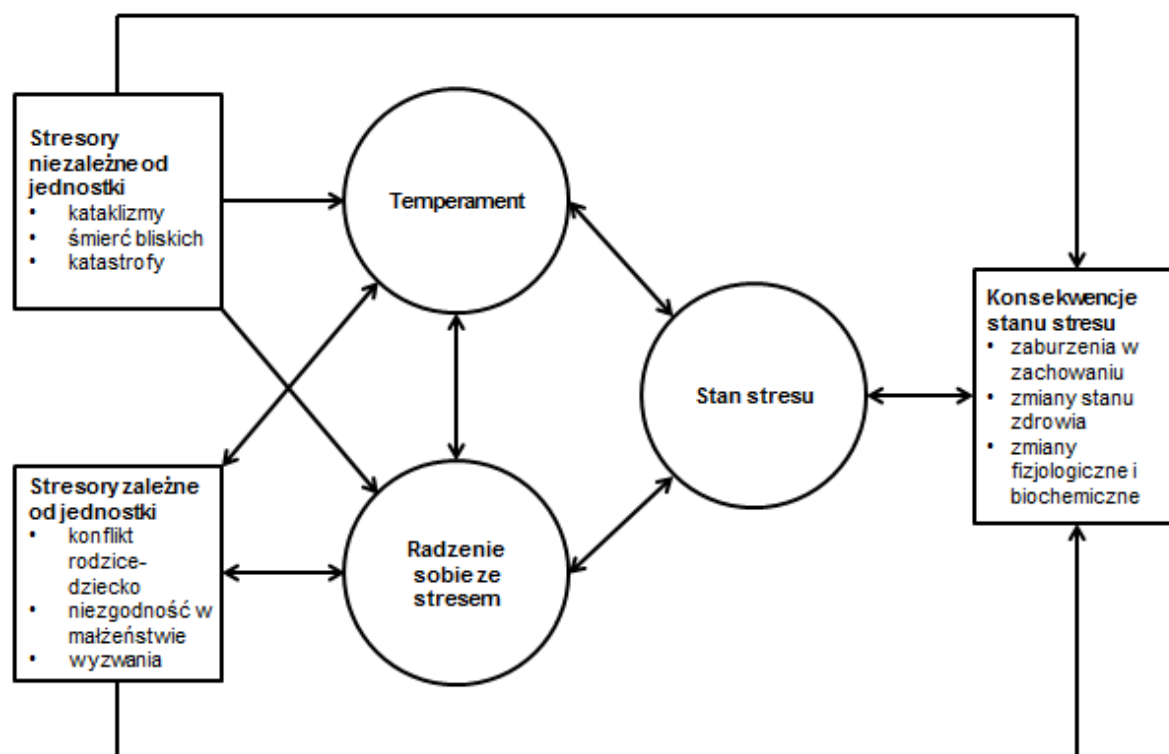 Stresory
niezależne od
jednostki
• kataklizmy
• śmierć bliskich
• katastrofy
Temperament
Stan stresu
Konsekwencje
stanu stresu
• zaburzenia w
zachowaniu
• zmiany stanu
zdrowia
• zmiany
fizjologiczne i
biochemiczne
Stresory zależne
od jednostki
• konflikt
rodzice-
dziecko
• niezgodność w
małżeństwie
• wyzwania
Radzenie
sobie ze
stresem